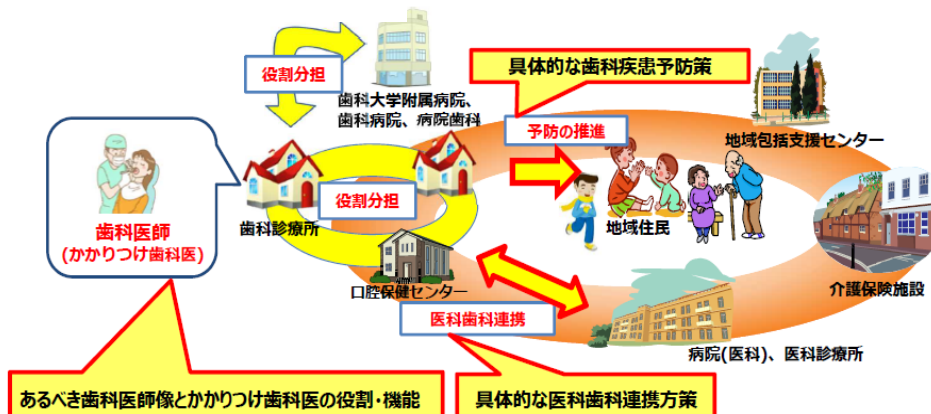 役割分担
歯科大学附属病院、
歯科病院、病院歯科
具体的な歯科疾患予防策
予防の推進
地域包括支援センター
歯科医師
(かかりつけ歯科医)
歯科診療所
役割分担
地域住民
口腔保健センター
介護保険施設
医科歯科連携
病院(医科)、医科診療所
あるべき歯科医師像とかかりつけ歯科医の役割・機能
具体的な医科歯科連携方策